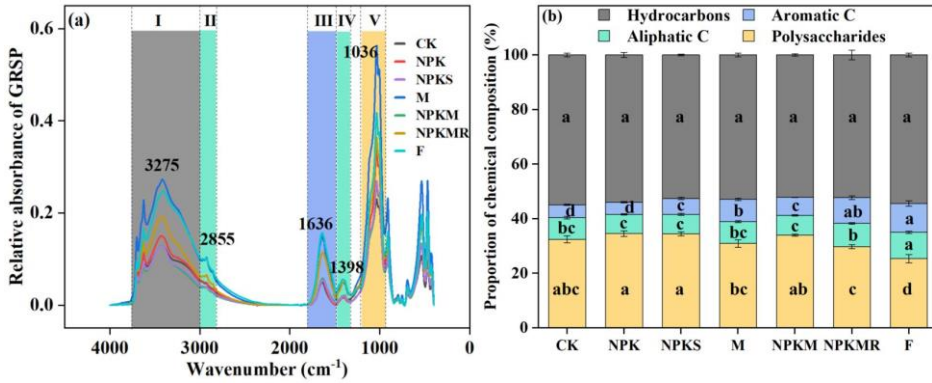 (a)
I II III IV V
0.6
0.4
0.2
0.0
Relative absorbance of GRSP
3275
2855
1636
1398
1036
CK
NPK
NPKS
M
NPKM
NPKMR
F
4000 3000 2000 1000 0
Wavenumber (cm-1)
(b)
Hydrocarbons Aromatic C
Aliphatic C Polysaccharides
100
80
60
40
20
0
Proportion of chemical composition (%)
a a a a a a a
d d c b c ab a
bc c c bc c b a
abc a a bc ab c d
CK NPK NPKS M NPKM NPKMR F